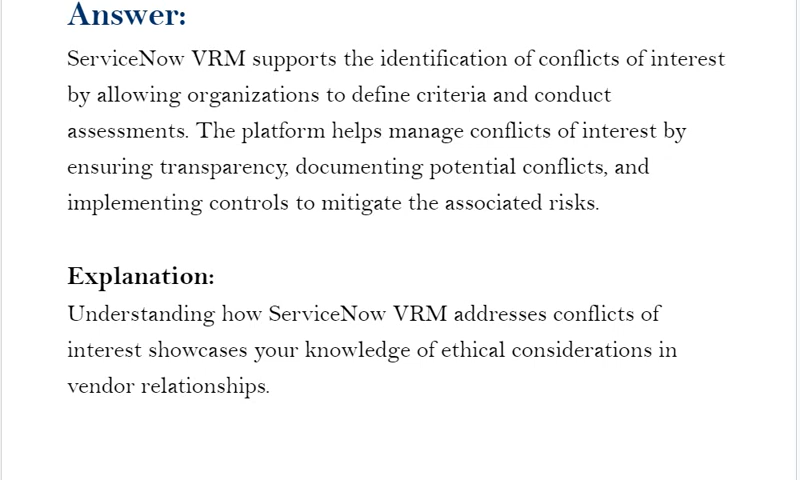 Answer:
ServiceNow VRM supports the identification of conflicts of interest
by allowing organizations to define criteria and conduct
assessments. The platform helps manage conflicts of interest by
ensuring transparency, documenting potential conflicts, and
implementing controls to mitigate the associated risks.
Explanation:
Understanding how ServiceNow VRM addresses conflicts of
interest showcases your knowledge of ethical considerations in
vendor relationships.